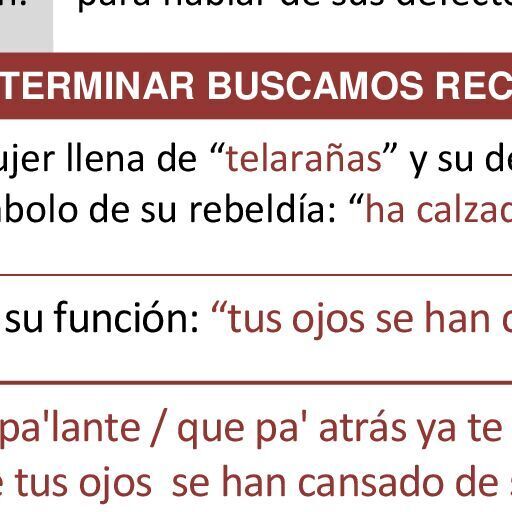 para hablar de sus
TERMINAR BUSCAMOS REC
ujer llena de “telarañas” y su de
bolo de su rebeldía: “ha calzad
su función: “tus ojos se han
pa'lante / que pa' atrás ya te
tus ojos se han cansado de